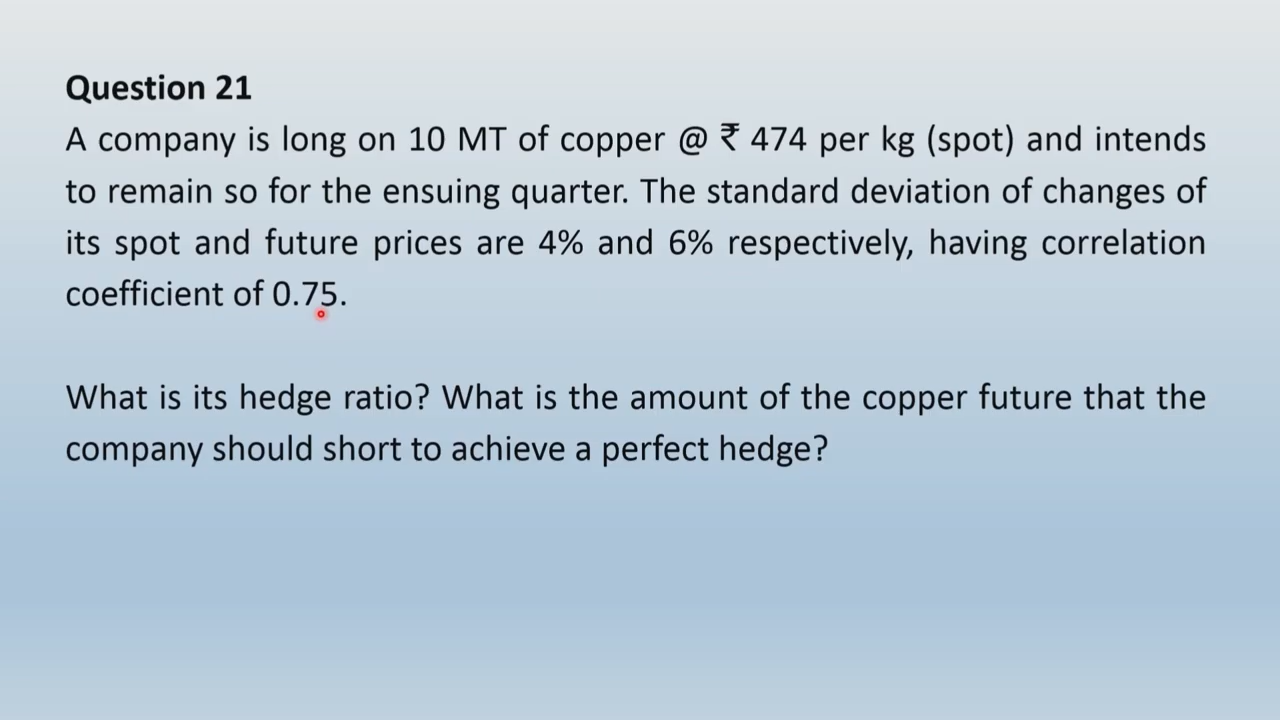 Question 21
A company is long on 10 MT of copper @ ₹ 474 per kg (spot) and intends
to remain so for the ensuing quarter. The standard deviation of changes of
its spot and future prices are 4% and 6% respectively, having correlation
coefficient of 0.75.
What is its hedge ratio? What is the amount of the copper future that the
company should short to achieve a perfect hedge?